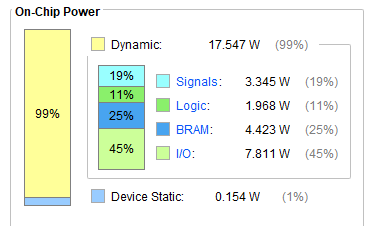 On-Chip Power
Dynamic: 17.547 W (99%)
99%
19% Signals: 3.345 W (19%)
11% Logic: 1.968 W (11%)
25% BRAM: 4.423 W (25%)
45% I/O: 7.811 W (45%)
Device Static: 0.154 W (1%)